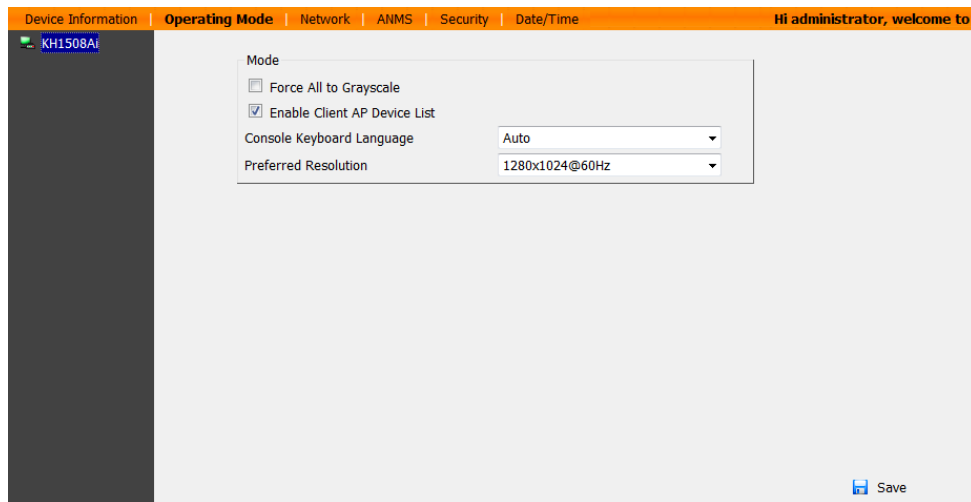 Device Information | Operating Mode | Network | ANMS | Security | Date/Time Hi administrator, welcome to
KH1508Ai
Mode
Force All to Grayscale
Enable Client AP Device List
Console Keyboard Language Auto
Preferred Resolution 1280x1024@60Hz
Save